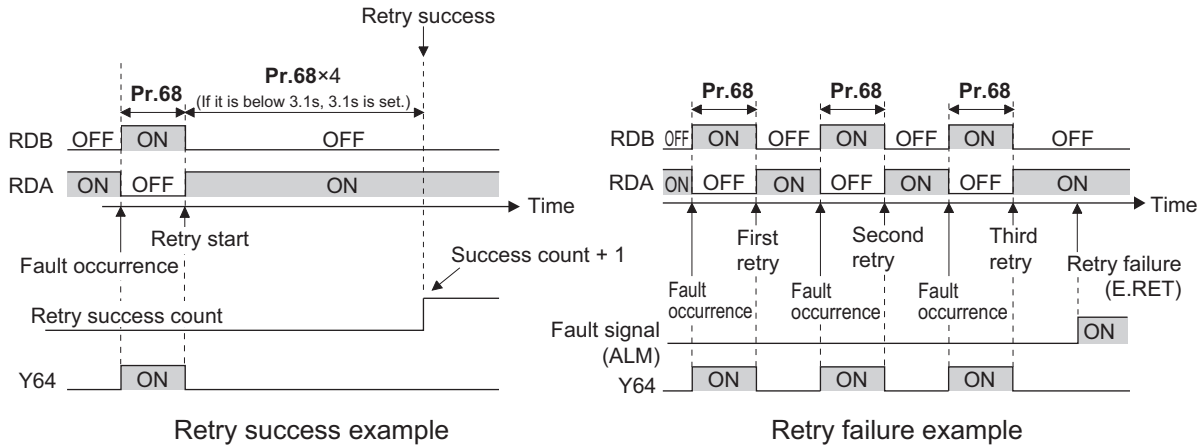 Retry success
Pr.68×4
Pr.68
(If it is below 3.1s, 3.1s is set.)
RDB OFF ON OFF
RDA ON OFF ON
Time
Retry start
Fault occurrence
Success count + 1
Retry success count
Y64 ON
Retry success example
Pr.68 Pr.68 Pr.68
RDB OFF ON OFF ON OFF ON OFF
RDA ON OFF ON OFF ON OFF ON
Time
First
retry
Second
retry
Third
retry
Retry failure
(E.RET)
Fault
occurrence
Fault
occurrence
Fault
occurrence
Fault signal
(ALM)
ON
Y64 ON ON ON
Retry failure example